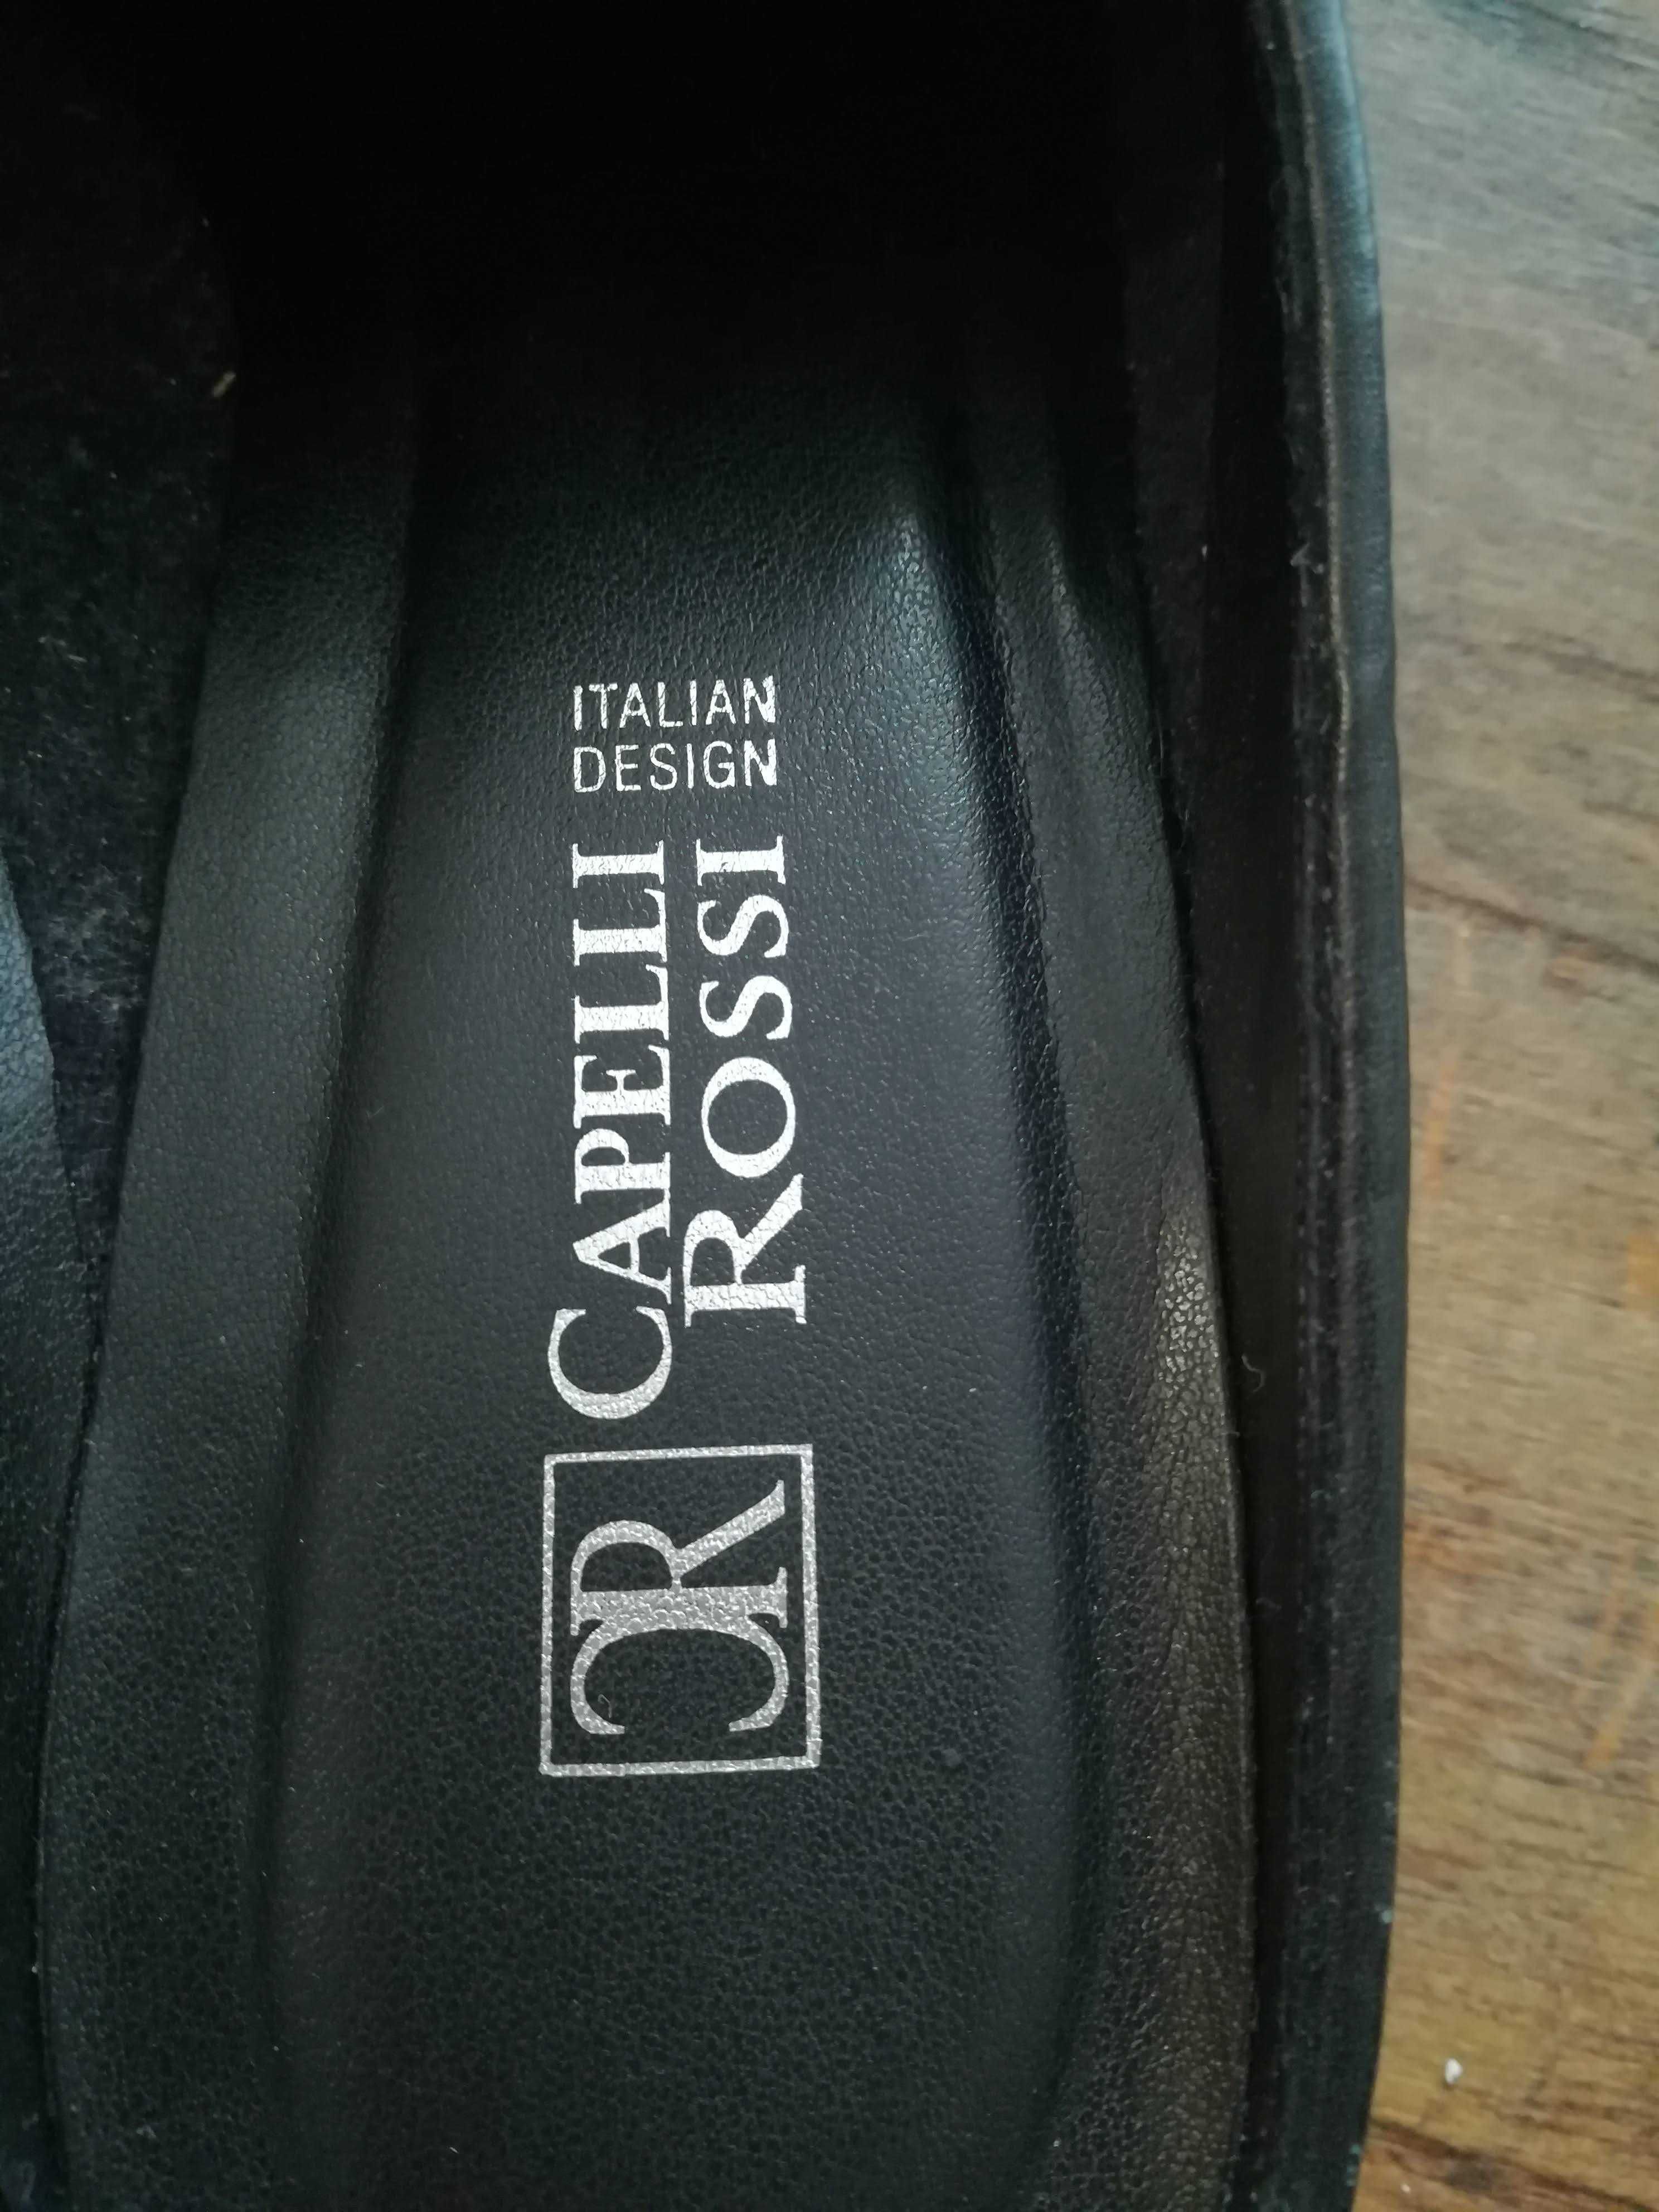 CR
CAPELLI
ROSSI
ITALIAN
DESIGN